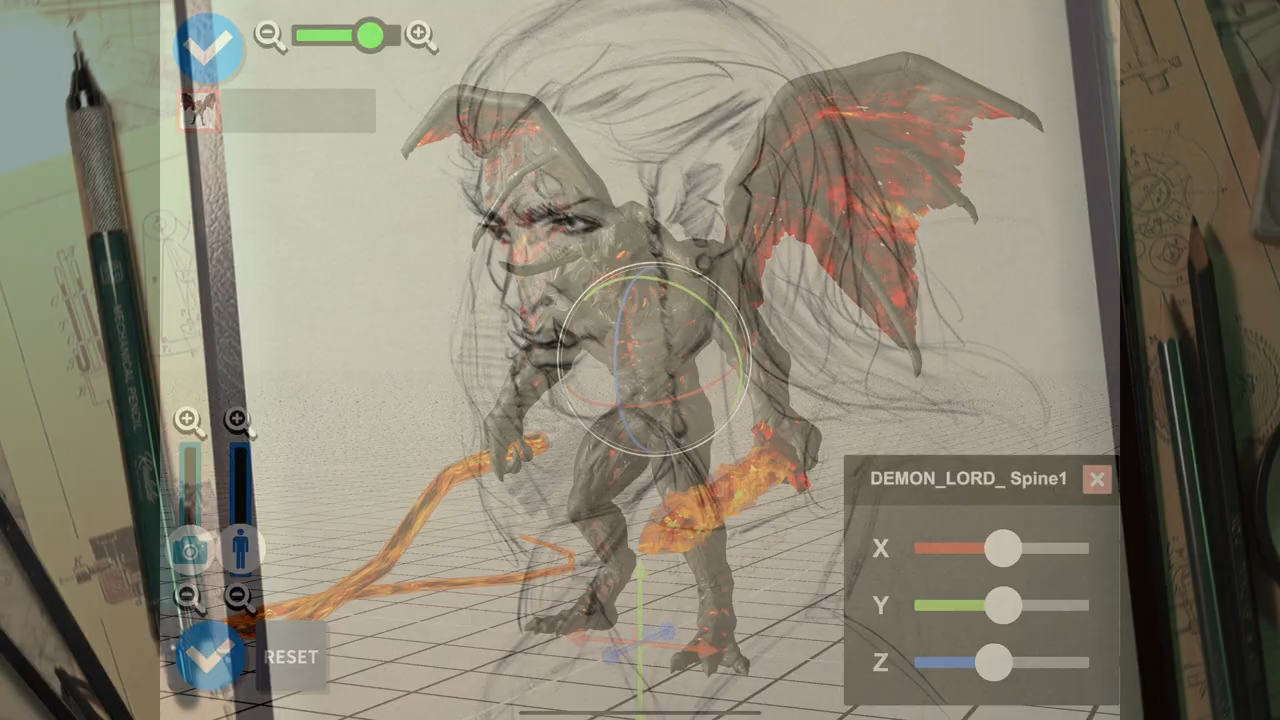 DEMON_LORD_ Spine1
X
Y
Z
RESET
MECHANICAL PENCIL